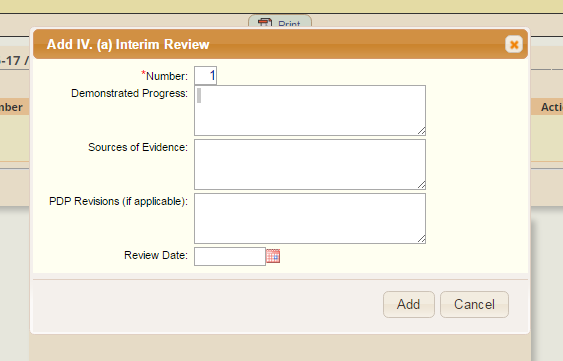 Print
Add IV. (a) Interim Review
-17 /
*Number: 1
Demonstrated Progress:
nber
Acti
Sources of Evidence:
PDP Revisions (if applicable):
Review Date:
Add
Cancel